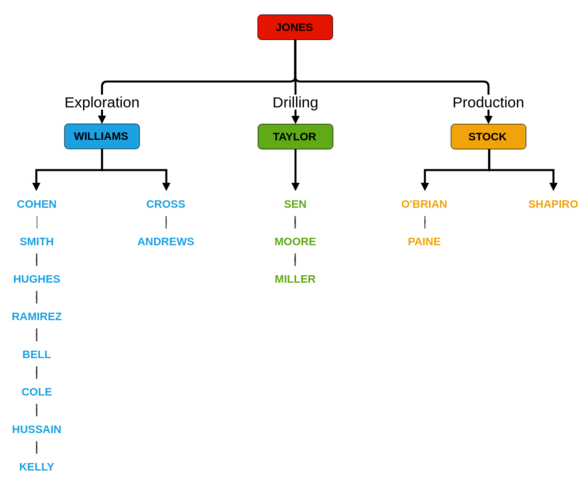 JONES
Exploration Drilling Production
WILLIAMS TAYLOR STOCK
COHEN CROSS SEN O'BRIAN SHAPIRO
SMITH ANDREWS MOORE PAINE
HUGHES MILLER
RAMIREZ
BELL
COLE
HUSSAIN
KELLY